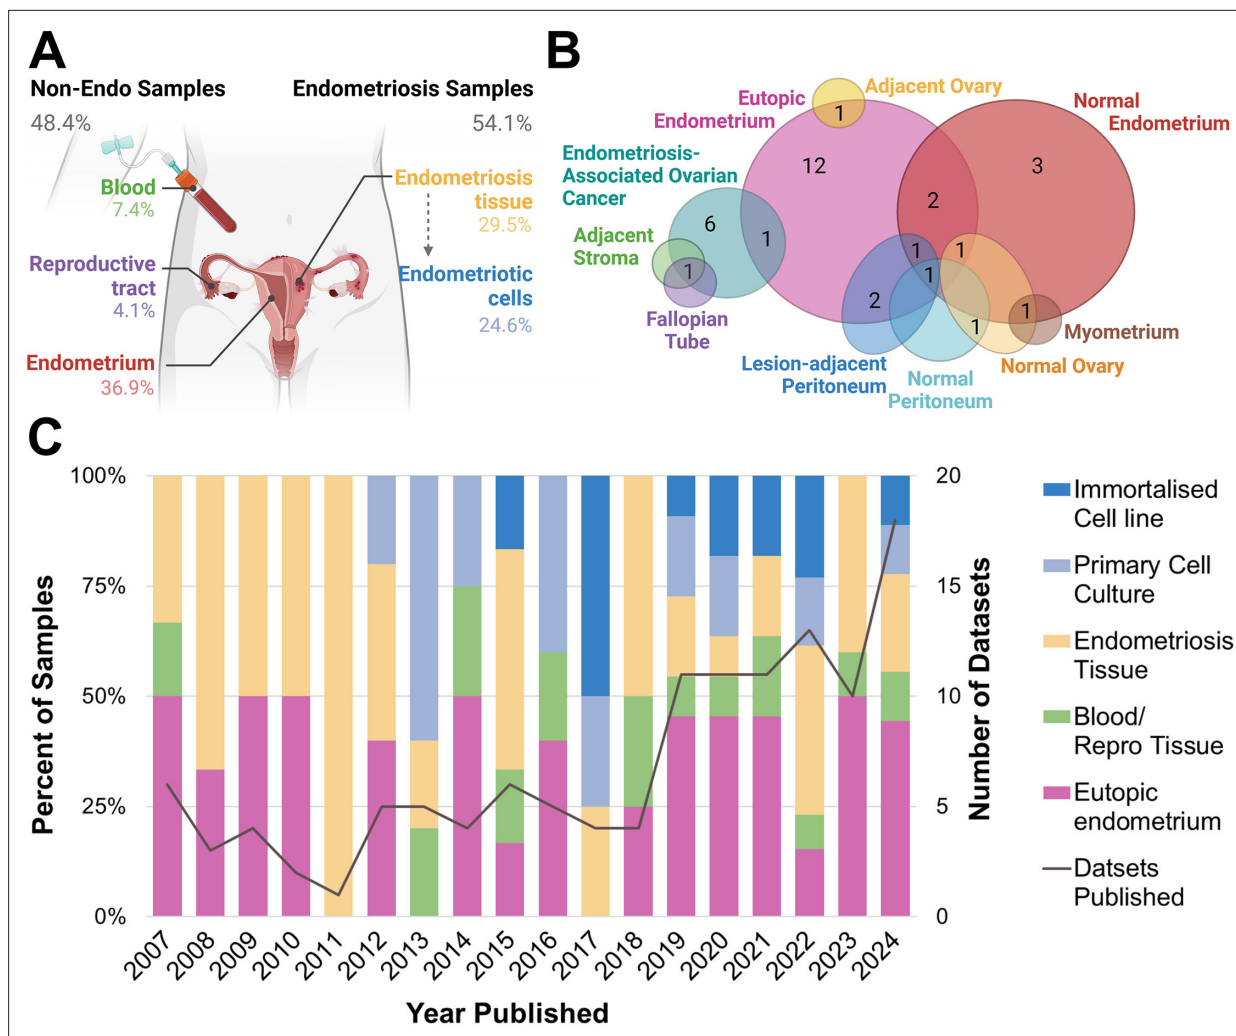 A
Non-Endo Samples
48.4%
Endometriosis Samples
54.1%
Blood
7.4%
Reproductive
tract
4.1%
Endometrium
36.9%
Endometriosis
tissue
29.5%
Endometriotic
cells
24.6%
B
Adjacent Ovary
Eutopic
Endometrium
Normal
Endometrium
Endometriosis-
Associated Ovarian
Cancer
Adjacent
Stroma
Fallopian
Tube
Lesion-adjacent
Peritoneum
Normal
Peritoneum
Normal Ovary
Myometrium
1
12
3
2
6
1
1
1
1
1
2
1
1
C
Percent of Samples
100%
75%
50%
25%
0%
20
15
10
5
0
Number of Datasets
2007
2008
2009
2010
2011
2012
2013
2014
2015
2016
2017
2018
2019
2020
2021
2022
2023
2024
Year Published
Immortalised
Cell line
Primary Cell
Culture
Endometriosis
Tissue
Blood/
Repro Tissue
Eutopic
endometrium
Datsets
Published